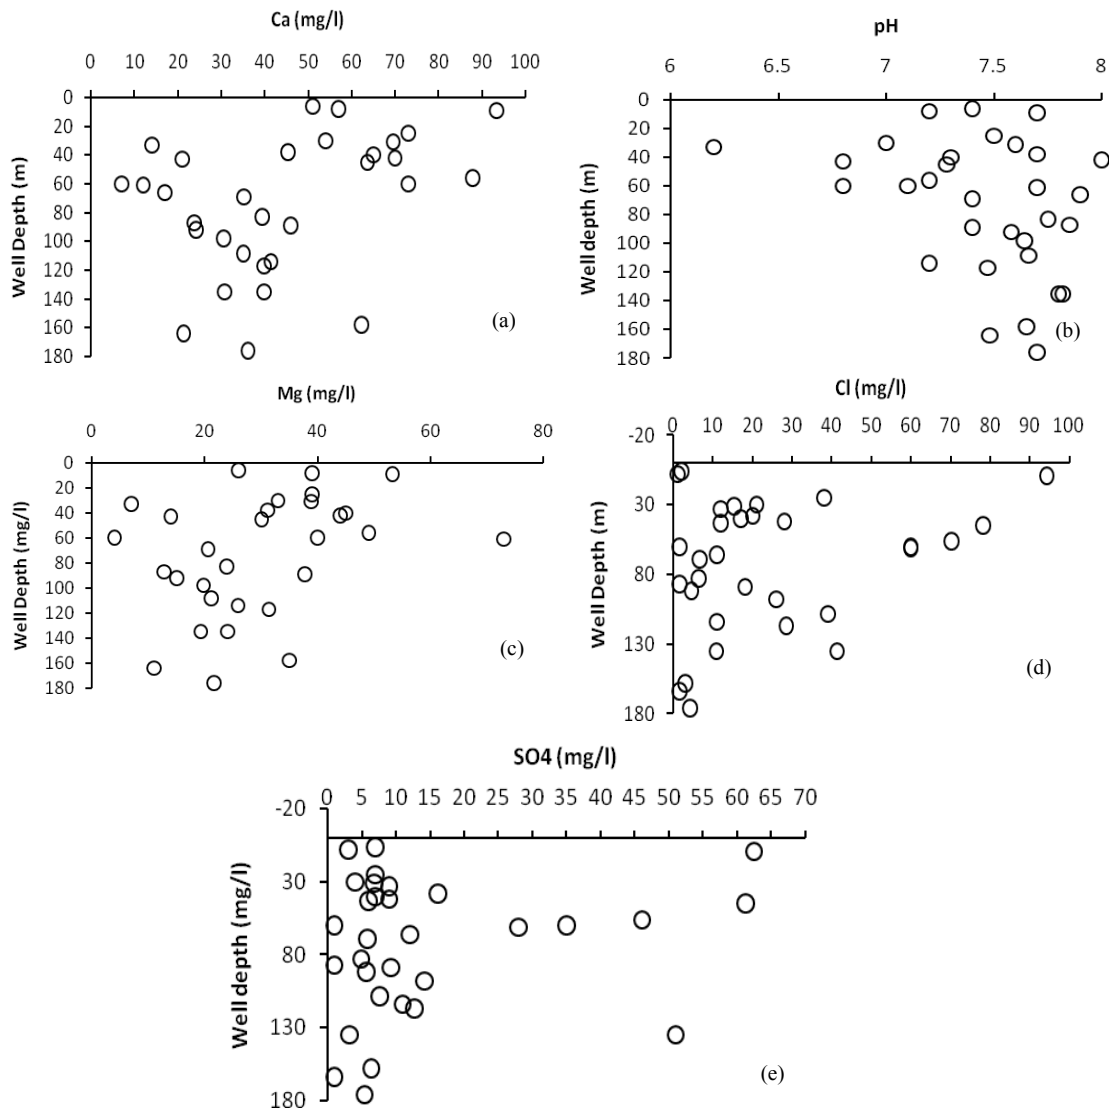 Ca (mg/l)
0 10 20 30 40 50 60 70 80 90 100
0
20
40
60
80
100
120
140
160
180
Well Depth (m)
(a)
pH
6 6.5 7 7.5 8
0
20
40
60
80
100
120
140
160
180
Well depth (m)
(b)
Mg (mg/l)
0 20 40 60 80
0
20
40
60
80
100
120
140
160
180
Well Depth (mg/l)
(c)
Cl (mg/l)
0 10 20 30 40 50 60 70 80 90 100
-20
30
80
130
180
Well Depth (m)
(d)
SO4 (mg/l)
0 5 10 15 20 25 30 35 40 45 50 55 60 65 70
-20
30
80
130
180
Well depth (mg/l)
(e)